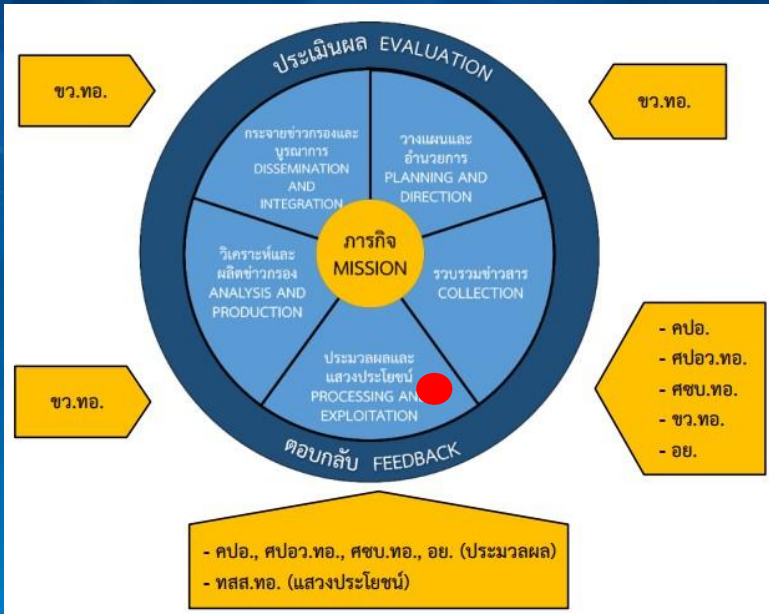 ประเมินผล EVALUATION
ขว.ทอ.
ขว.ทอ.
กระจายข่าวกรองและ
บูรณาการ
DISSEMINATION
AND
INTEGRATION
วางแผนและ
อำนวยการ
PLANNING AND
DIRECTION
ภารกิจ
MISSION
วิเคราะห์และ
ผลิตข่าวกรอง
ANALYSIS AND
PRODUCTION
รวบรวมข่าวสาร
COLLECTION
ประมวลผลและ
แสวงประโยชน์
PROCESSING AN
EXPLOITATION
ขว.ทอ.
- คปอ.
- ศปอว.ทอ.
- ศซบ.ทอ.
- ขว.ทอ.
- อย.
ตอบกลับ FEEDBACK
- คปอ., ศปอว.ทอ., ศซบ.ทอ., อย. (ประมวลผล)
- ทสส.ทอ. (แสวงประโยชน์)